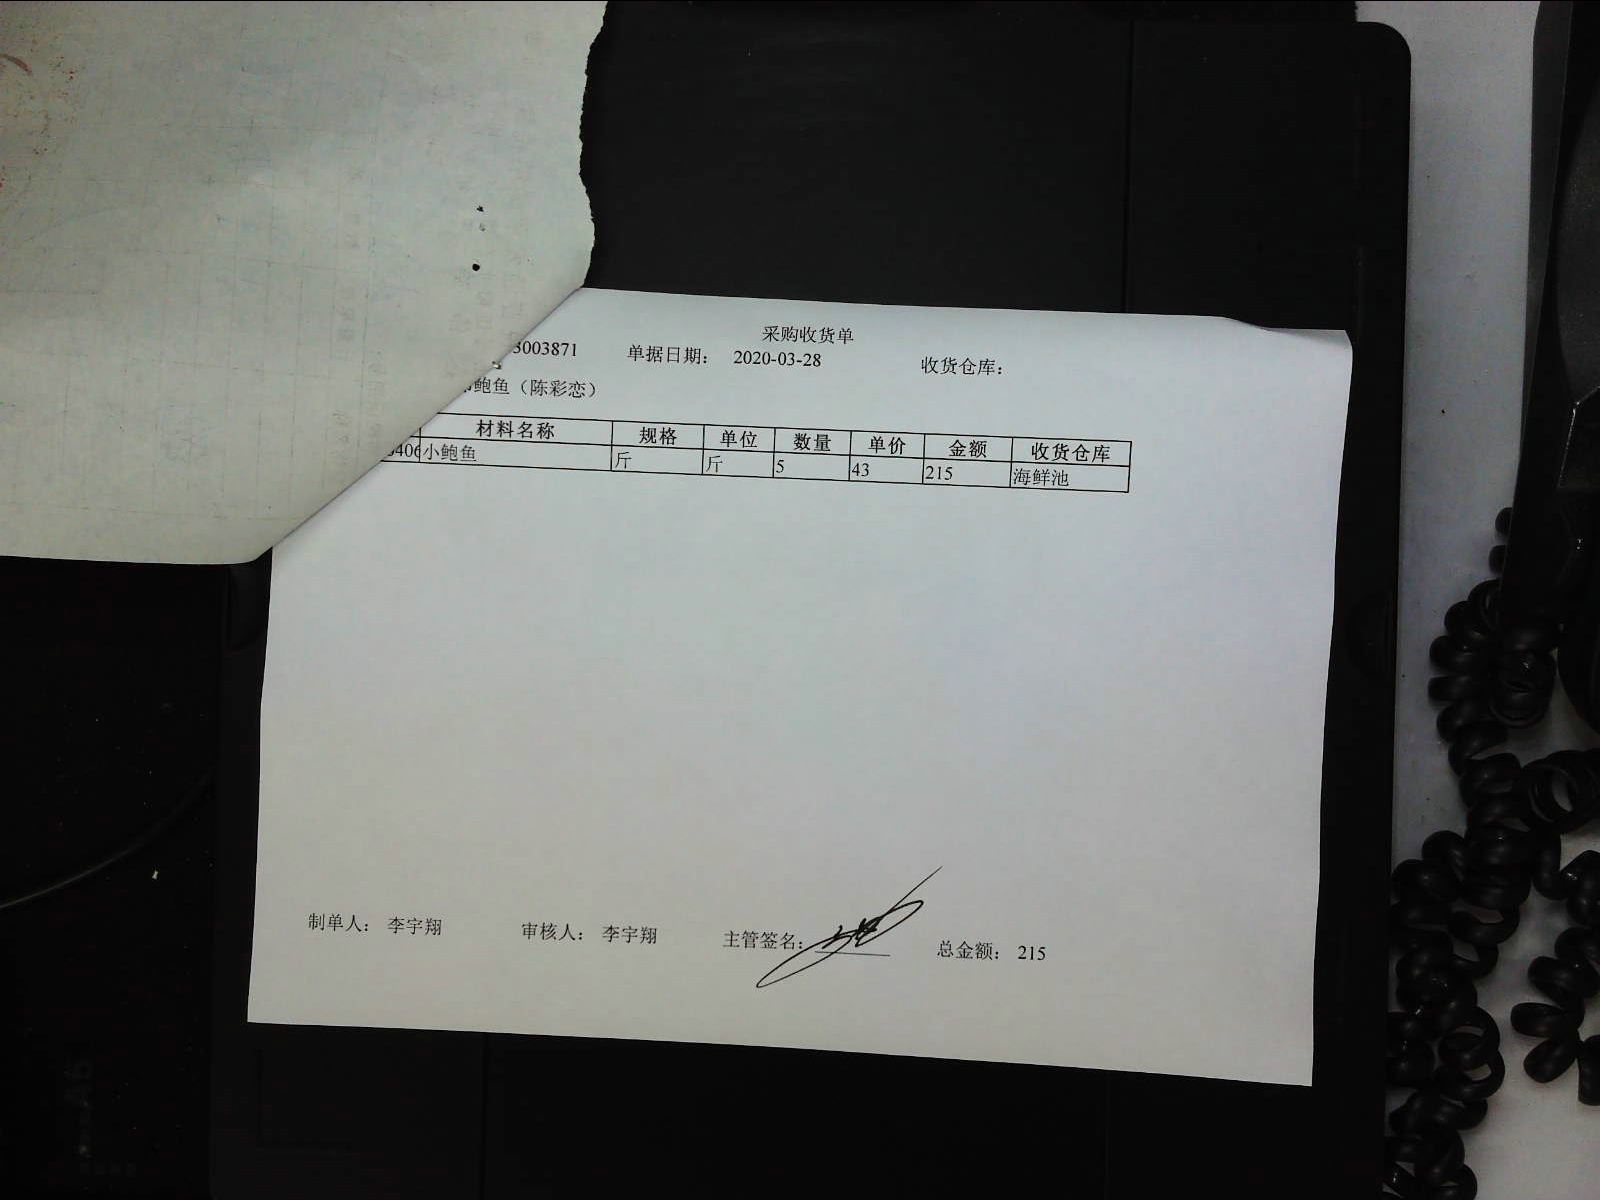 采购收货单
3003871 单据日期： 2020-03-28 收货仓库：
鲍鱼（陈彩恋）
材料名称 规格 单位 数量 单价 金额 收货仓库
406 小鲍鱼 斤 斤 5 43 215 海鲜池
制单人： 李宇翔 审核人： 李宇翔 主管签名： 总金额： 215